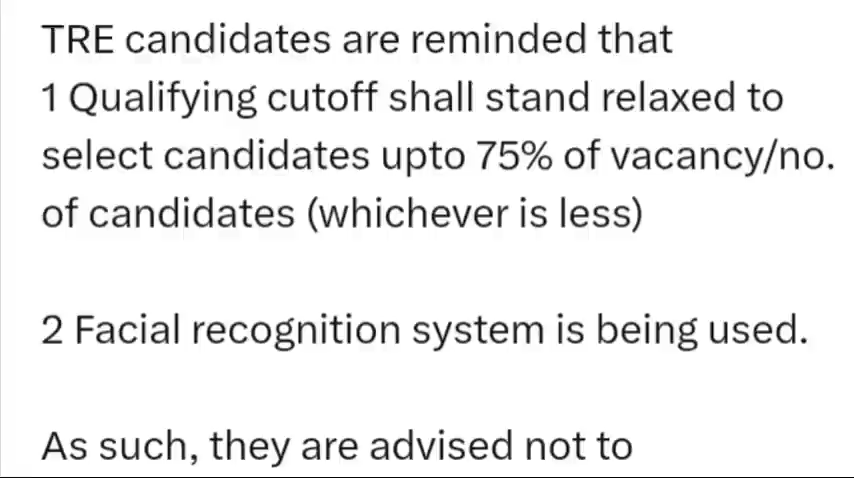 TRE candidates are reminded that
1 Qualifying cutoff shall stand relaxed to
select candidates upto 75% of vacancy/no.
of candidates (whichever is less)
2 Facial recognition system is being used.
As such, they are advised not to